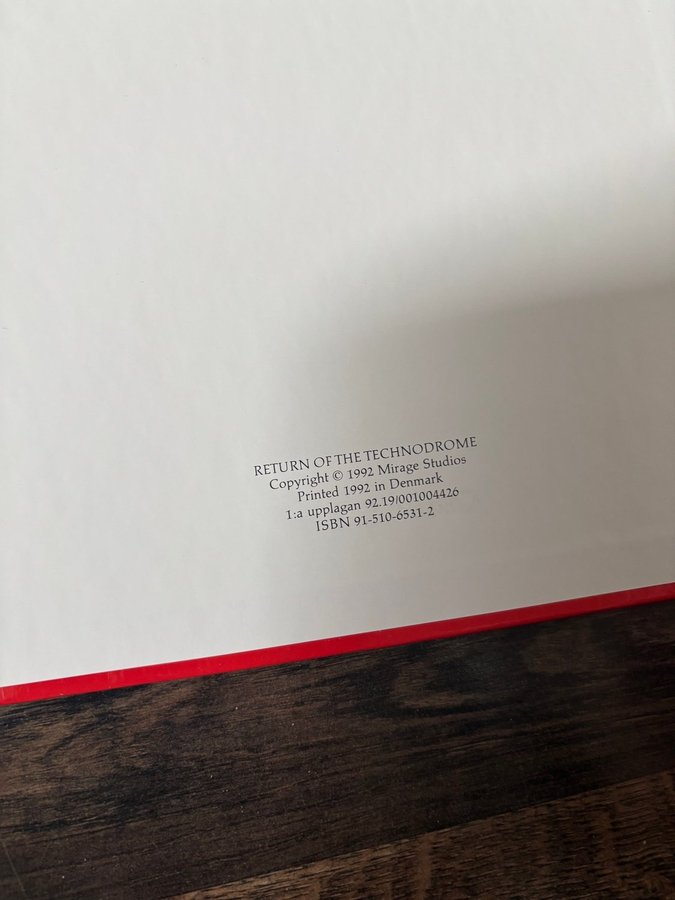 RETURN OF THE TECHNODROME
Copyright © 1992 Mirage Studios
Printed 1992 in Denmark
1:a upplagan 92.19/001004426
ISBN 91-510-6531-2